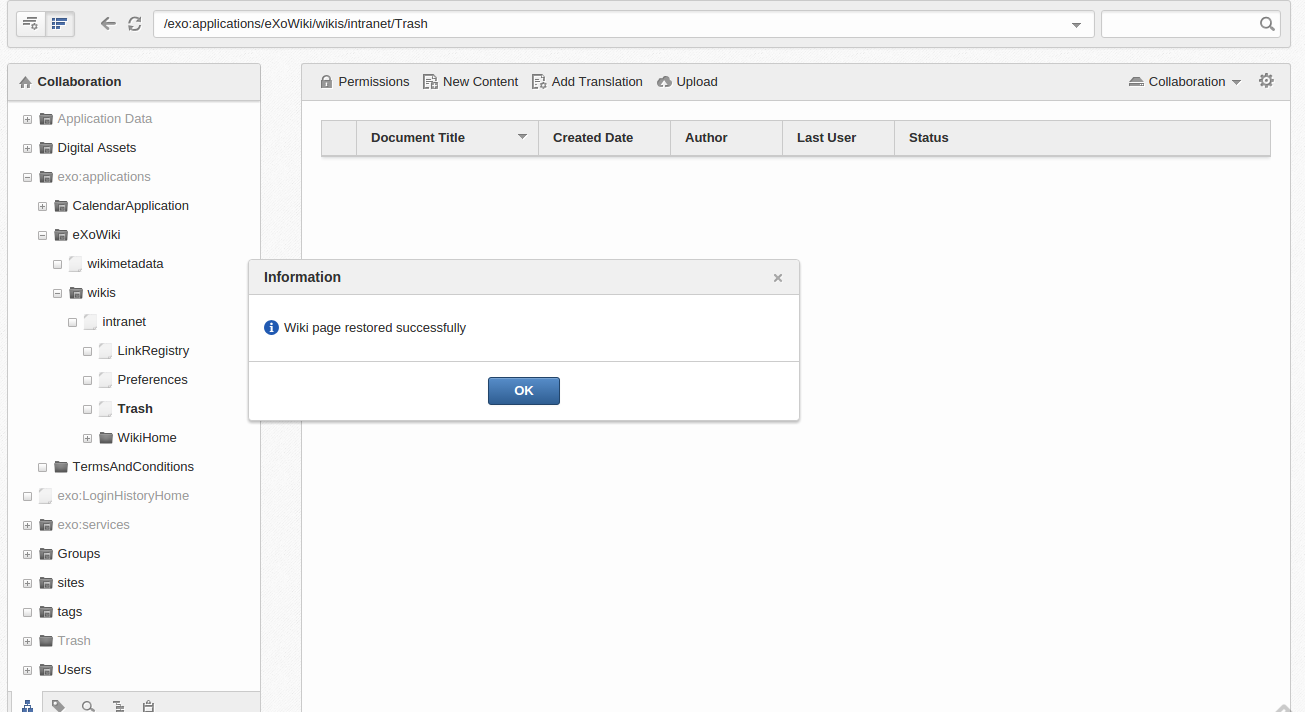 /exo:applications/eXoWiki/wikis/intranet/Trash
Collaboration
Permissions New Content Add Translation Upload Collaboration
Application Data
Digital Assets
exo:applications
CalendarApplication
eXoWiki
wikimetadata
wikis
intranet
LinkRegistry
Preferences
Trash
WikiHome
TermsAndConditions
exo:LoginHistoryHome
exo:services
Groups
sites
tags
Trash
Users
Document Title Created Date Author Last User Status
Information ×
Wiki page restored successfully
OK